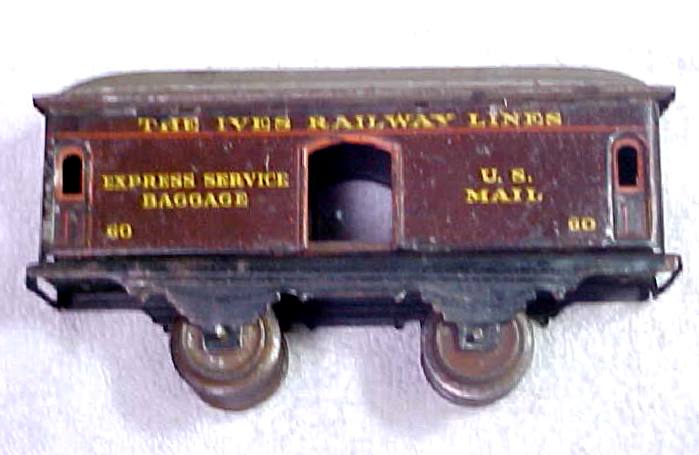 THE IVES RAILWAY LINES
EXPRESS SERVICE
BAGGAGE
60
U. S.
MAIL
60